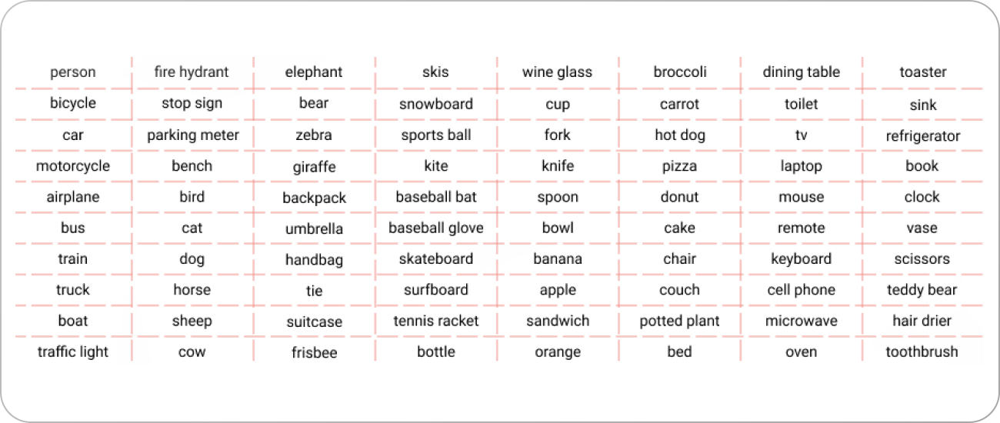 person fire hydrant elephant skis wine glass broccoli dining table toaster
bicycle stop sign bear snowboard cup carrot toilet sink
car parking meter zebra sports ball fork hot dog tv refrigerator
motorcycle bench giraffe kite knife pizza laptop book
airplane bird backpack baseball bat spoon donut mouse clock
bus cat umbrella baseball glove bowl cake remote vase
train dog handbag skateboard banana chair keyboard scissors
truck horse tie surfboard apple couch cell phone teddy bear
boat sheep suitcase tennis racket sandwich potted plant microwave hair drier
traffic light cow frisbee bottle orange bed oven toothbrush